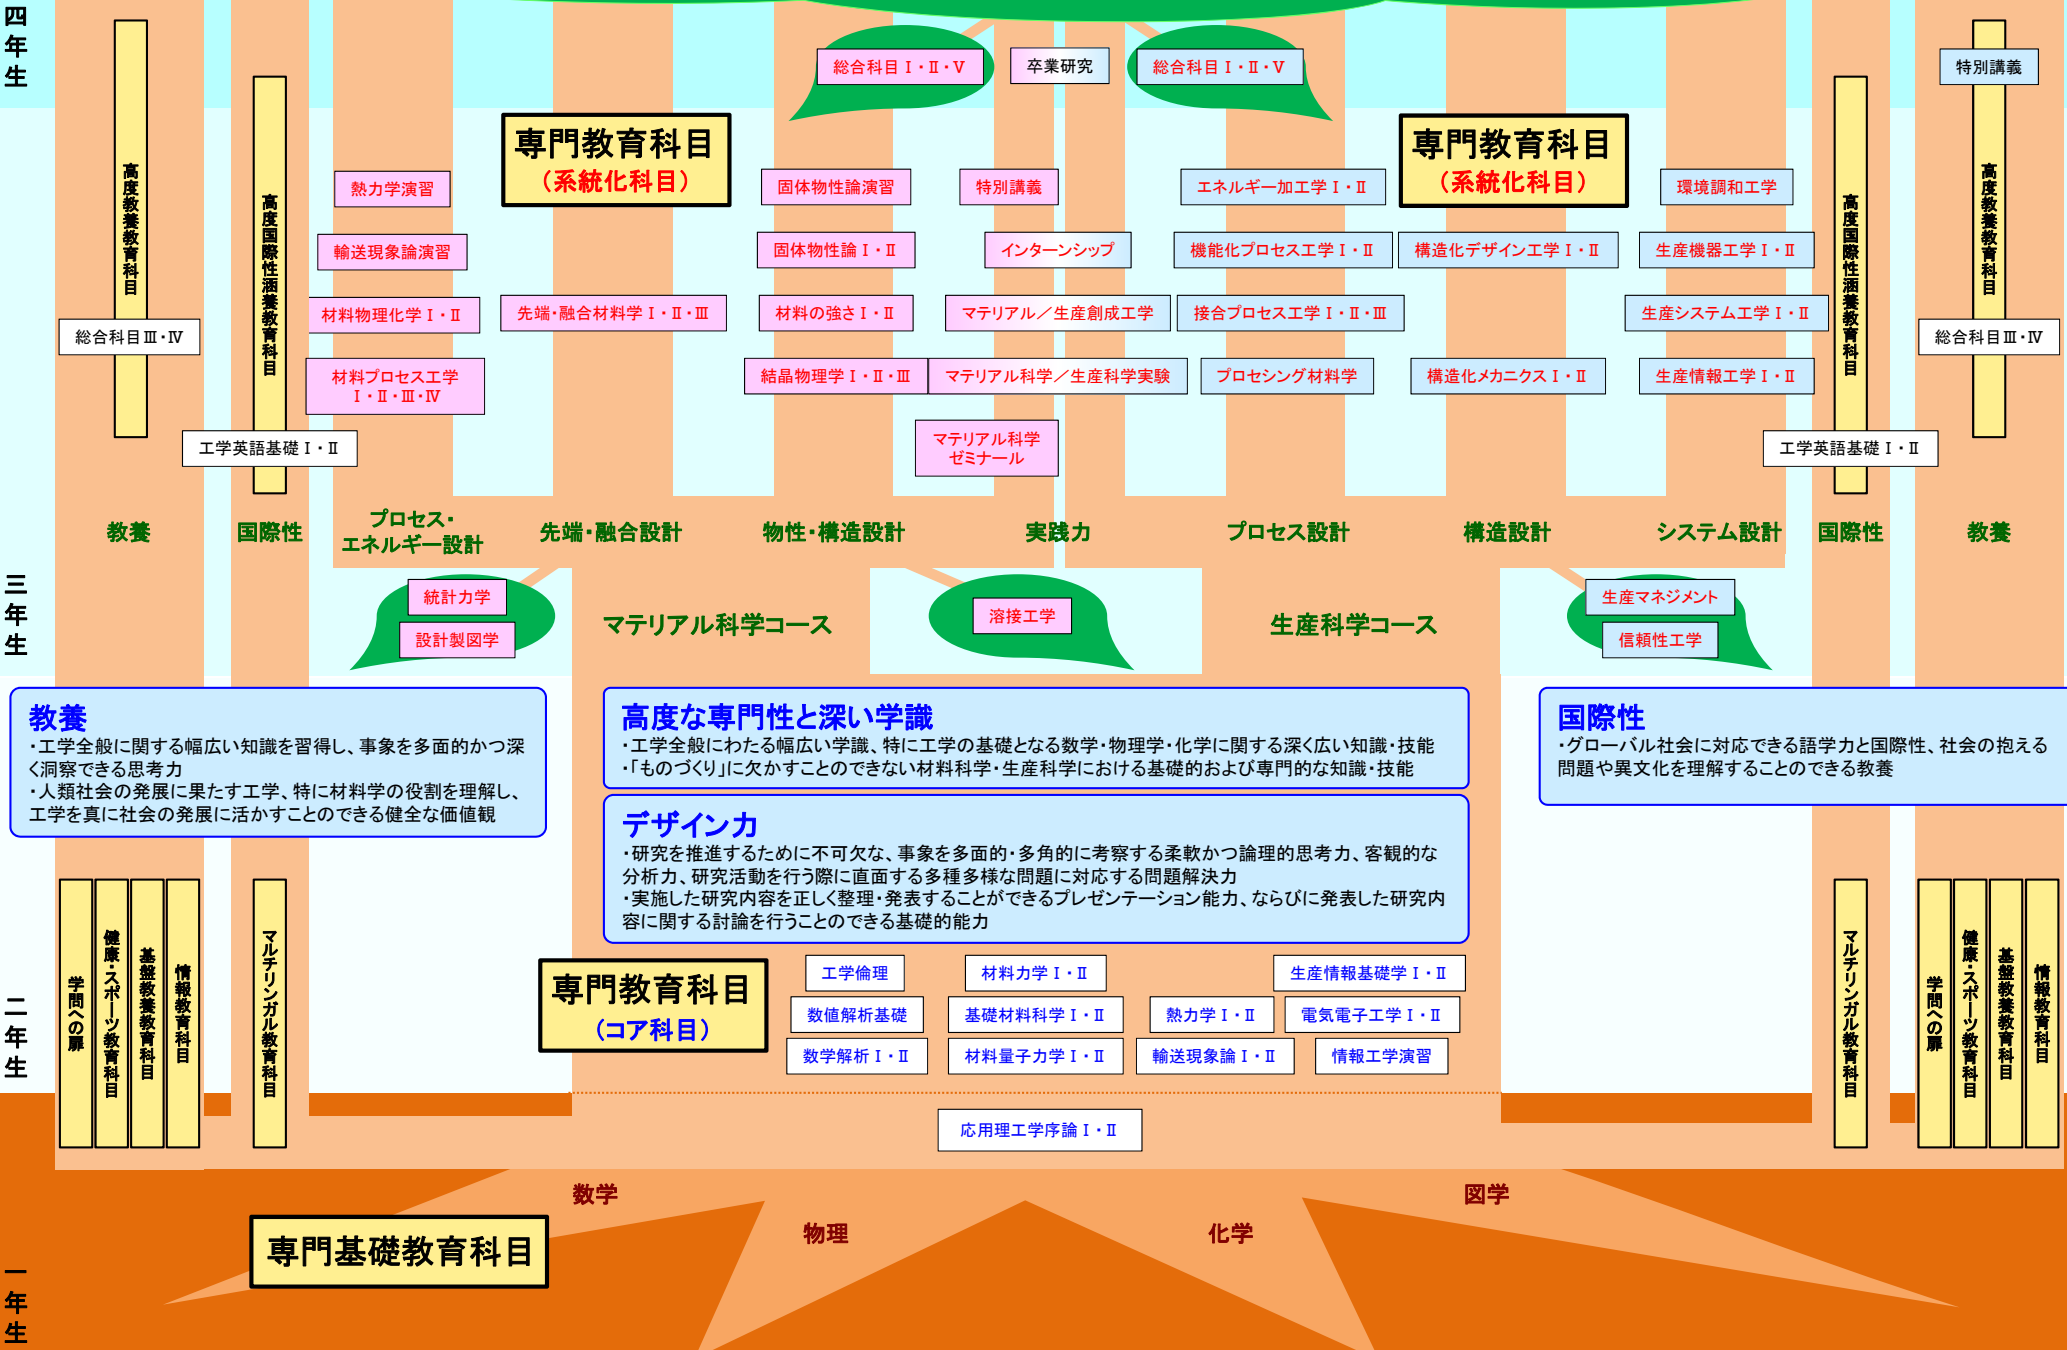 四年生
総合科目Ⅰ・Ⅱ・Ⅴ
卒業研究
総合科目Ⅰ・Ⅱ・Ⅴ
特別講義
高度教養教育科目
高度国際性涵養教育科目
専門教育科目
（系統化科目）
専門教育科目
（系統化科目）
高度国際性涵養教育科目
高度教養教育科目
熱力学演習
固体物性論演習
特別講義
エネルギー加工学Ⅰ・Ⅱ
環境調和工学
輸送現象論演習
固体物性論Ⅰ・Ⅱ
インターンシップ
機能化プロセス工学Ⅰ・Ⅱ
構造化デザイン工学Ⅰ・Ⅱ
生産機器工学Ⅰ・Ⅱ
材料物理化学Ⅰ・Ⅱ
先端・融合材料学Ⅰ・Ⅱ・Ⅲ
材料の強さⅠ・Ⅱ
マテリアル／生産創成工学
接合プロセス工学Ⅰ・Ⅱ・Ⅲ
生産システム工学Ⅰ・Ⅱ
総合科目Ⅲ・Ⅳ
総合科目Ⅲ・Ⅳ
材料プロセス工学
Ⅰ・Ⅱ・Ⅲ・Ⅳ
結晶物理学Ⅰ・Ⅱ・Ⅲ
マテリアル科学／生産科学実験
プロセシング材料学
構造化メカニクスⅠ・Ⅱ
生産情報工学Ⅰ・Ⅱ
工学英語基礎Ⅰ・Ⅱ
マテリアル科学
ゼミナール
工学英語基礎Ⅰ・Ⅱ
教養
国際性
プロセス・
エネルギー設計
先端・融合設計
物性・構造設計
実践力
プロセス設計
構造設計
システム設計
国際性
教養
三年生
統計力学
設計製図学
マテリアル科学コース
溶接工学
生産科学コース
生産マネジメント
信頼性工学
教養
・工学全般に関する幅広い知識を習得し、事象を多面的かつ深
く洞察できる思考力
・人類社会の発展に果たす工学、特に材料学の役割を理解し、
工学を真に社会の発展に活かすことのできる健全な価値観
高度な専門性と深い学識
・工学全般にわたる幅広い学識、特に工学の基礎となる数学・物理学・化学に関する深く広い知識・技能
・「ものづくり」に欠かすことのできない材料科学・生産科学における基礎的および専門的な知識・技能
国際性
・グローバル社会に対応できる語学力と国際性、社会の抱える
問題や異文化を理解することのできる教養
デザイン力
・研究を推進するために不可欠な、事象を多面的・多角的に考察する柔軟かつ論理的思考力、客観的な
分析力、研究活動を行う際に直面する多種多様な問題に対応する問題解決力
・実施した研究内容を正しく整理・発表することができるプレゼンテーション能力、ならびに発表した研究内
容に関する討論を行うことのできる基礎的能力
二年生
学問への扉
健康・スポーツ教育科目
基盤教養教育科目
情報教育科目
マルチリンガル教育科目
専門教育科目
（コア科目）
工学倫理
材料力学Ⅰ・Ⅱ
生産情報基礎学Ⅰ・Ⅱ
数値解析基礎
基礎材料科学Ⅰ・Ⅱ
熱力学Ⅰ・Ⅱ
電気電子工学Ⅰ・Ⅱ
数学解析Ⅰ・Ⅱ
材料量子力学Ⅰ・Ⅱ
輸送現象論Ⅰ・Ⅱ
情報工学演習
マルチリンガル教育科目
学問への扉
健康・スポーツ教育科目
基盤教養教育科目
情報教育科目
応用理工学序論Ⅰ・Ⅱ
数学
図学
物理
化学
専門基礎教育科目
一年生